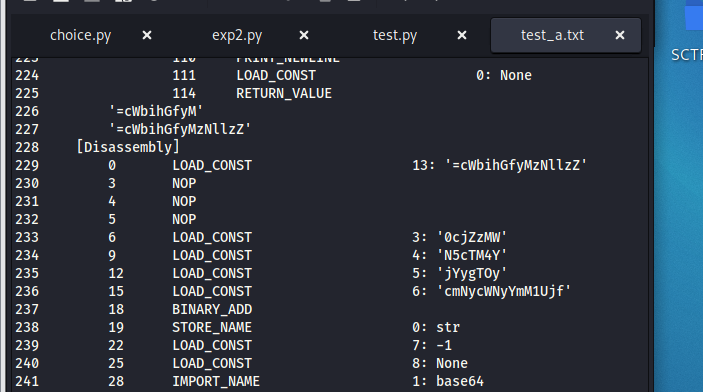 choice.py × exp2.py × test.py × test_a.txt ×
SCTF
223 110 PRINT_NEWLINE
224 111 LOAD_CONST 0: None
225 114 RETURN_VALUE
226 '=cWbihGfyM'
227 '=cWbihGfyMzNllzZ'
228 [Disassembly]
229 0 LOAD_CONST 13: '=cWbihGfyMzNllzZ'
230 3 NOP
231 4 NOP
232 5 NOP
233 6 LOAD_CONST 3: '0cjZzMW'
234 9 LOAD_CONST 4: 'N5cTM4Y'
235 12 LOAD_CONST 5: 'jYygTOy'
236 15 LOAD_CONST 6: 'cmNycWNyYmM1Ujf'
237 18 BINARY_ADD
238 19 STORE_NAME 0: str
239 22 LOAD_CONST 7: -1
240 25 LOAD_CONST 8: None
241 28 IMPORT_NAME 1: base64